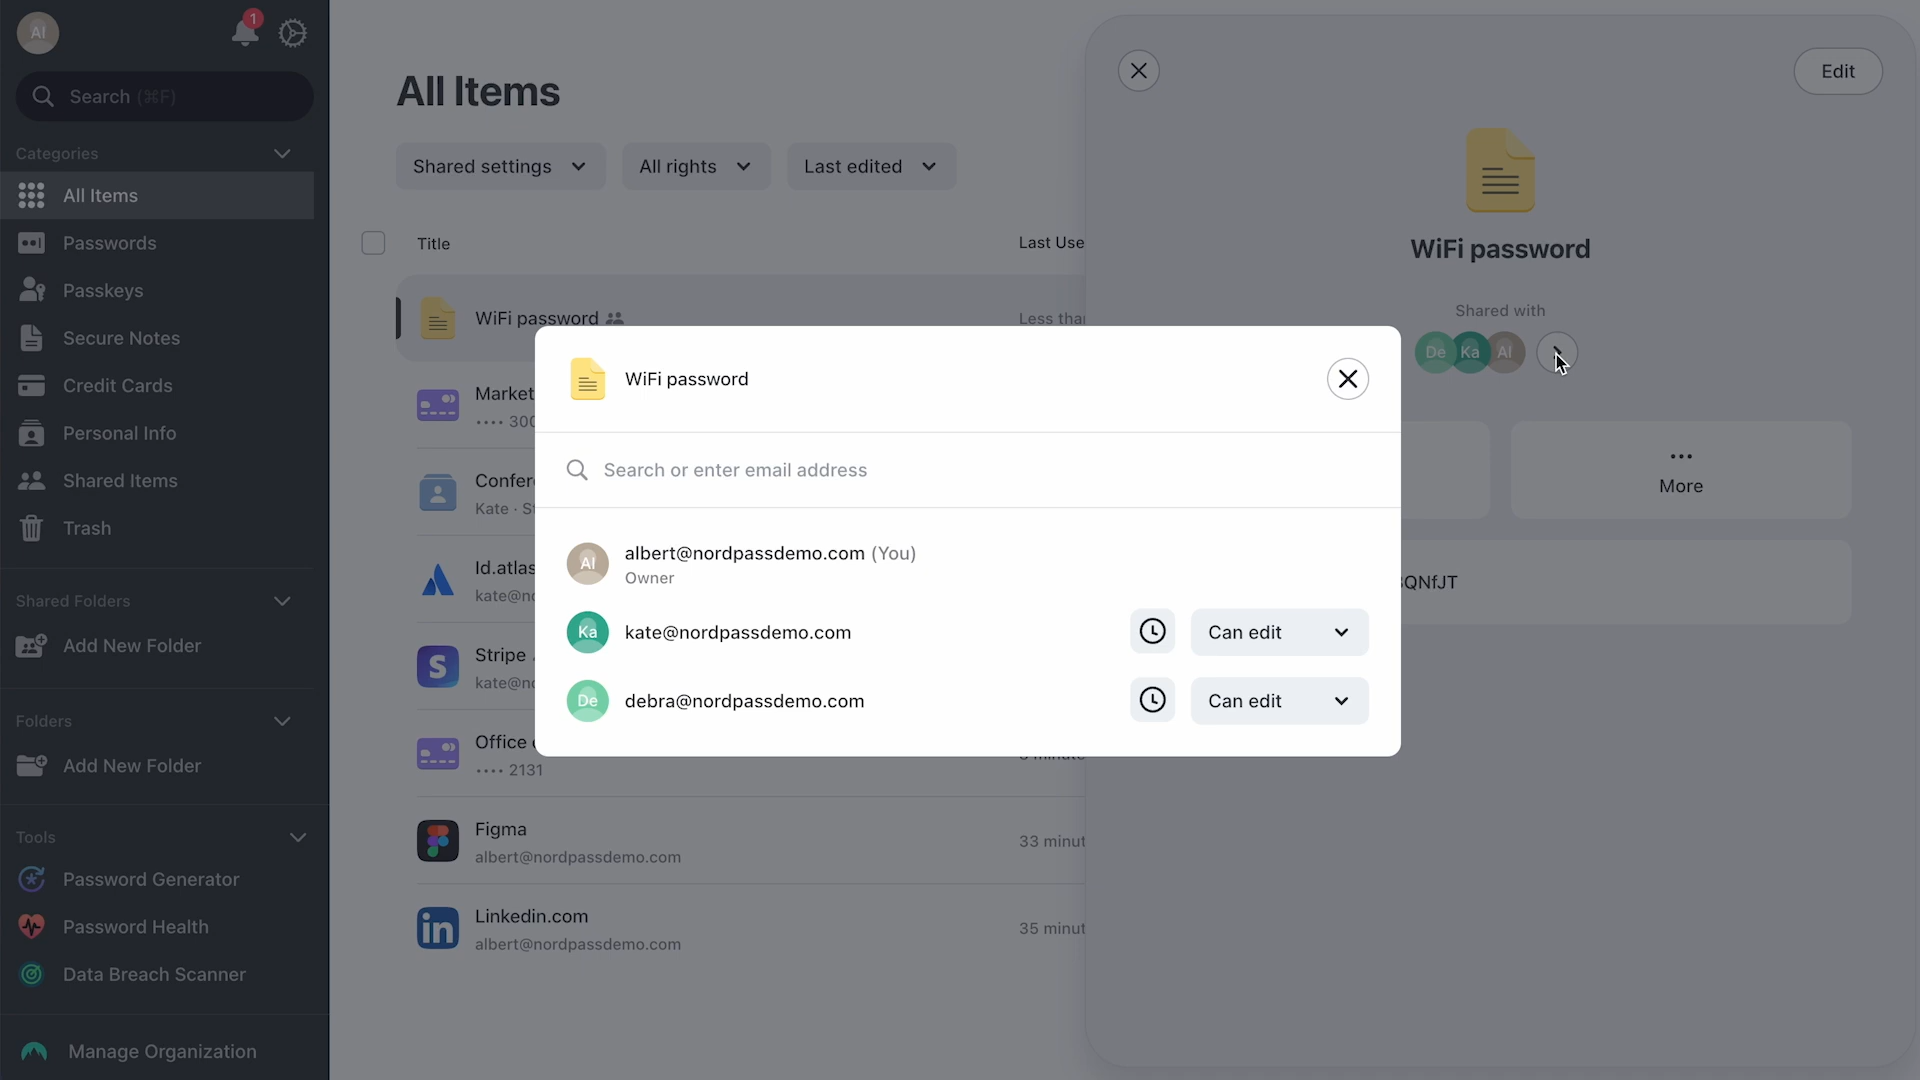 Al
1
Search (⌘F)
Categories
All Items
Passwords
Passkeys
Secure Notes
Credit Cards
Personal Info
Shared Items
Trash
Shared Folders
Add New Folder
Folders
Add New Folder
Tools
Password Generator
Password Health
Data Breach Scanner
Manage Organization
All Items
Shared settings
All rights
Last edited
Title
Last Use
WiFi password
Less than
Market
•••• 300
Confer
Kate · S
Id.atlas
kate@n
Stripe
kate@n
Office
•••• 2131
Figma
albert@nordpassdemo.com
33 minut
Linkedin.com
albert@nordpassdemo.com
35 minut
WiFi password
Search or enter email address
Al
albert@nordpassdemo.com (You)
Owner
Ka
kate@nordpassdemo.com
Can edit
De
debra@nordpassdemo.com
Can edit
Edit
WiFi password
Shared with
De Ka Al
More
QNfJT